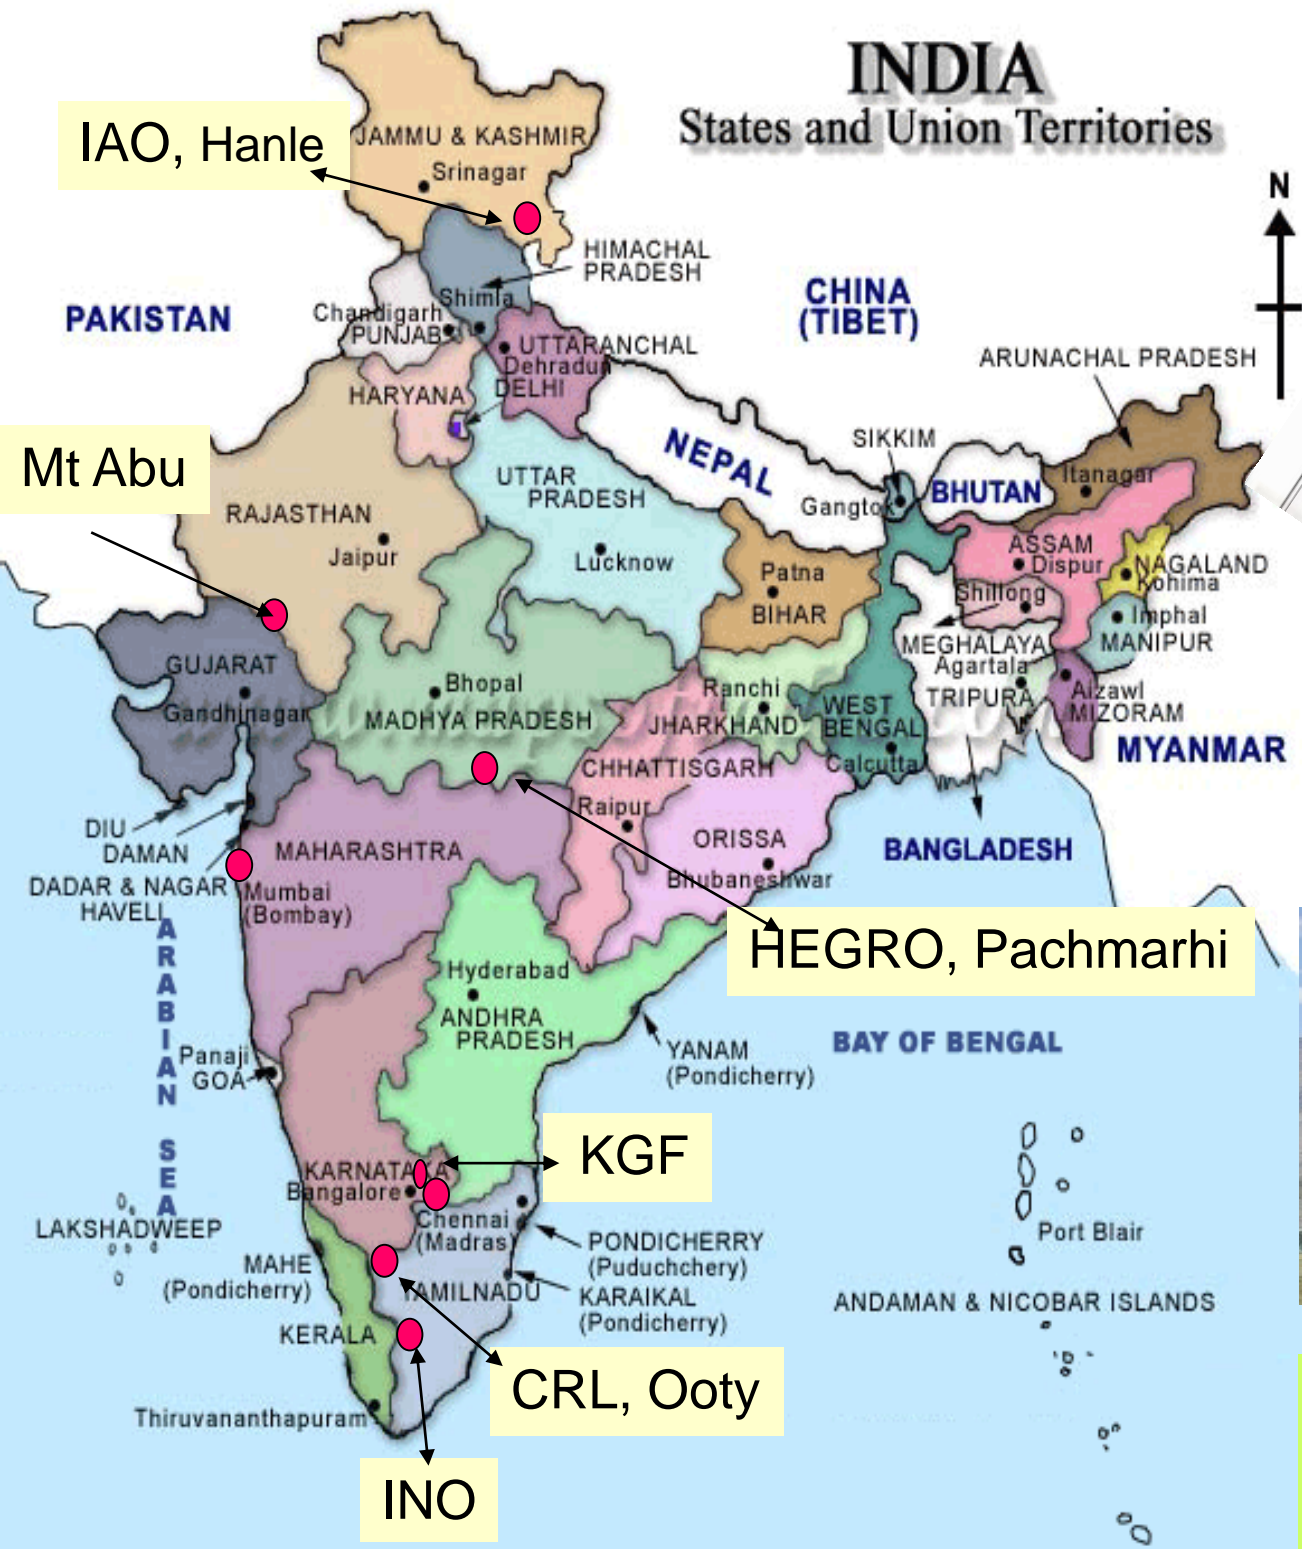 INDIA
States and Union Territories
IAO, Hanle
JAMMU & KASHMIR
Srinagar
N
HIMACHAL
PRADESH
CHINA
(TIBET)
PAKISTAN
Shimla
Chandigarh
PUNJAB
UTTARANCHAL
Dehradun
DELHI
HARYANA
ARUNACHAL PRADESH
Mt Abu
NEPAL
SIKKIM
Gangtok
BHUTAN
Itanagar
UTTAR
PRADESH
Lucknow
RAJASTHAN
Jaipur
ASSAM
Dispur
NAGALAND
Kohima
Patna
BIHAR
Shillong
Imphal
MANIPUR
MEGHALAYA
Agartala
TRIPURA
Aizawl
MIZORAM
MYANMAR
GUJARAT
Gandhinagar
Bhopal
MADHYA PRADESH
Ranchi
JHARKHAND
WEST
BENGAL
Calcutta
CHHATTISGARH
Raipur
ORISSA
Bhubaneshwar
BANGLADESH
DIU
DAMAN
DADAR & NAGAR
HAVELI
MAHARASHTRA
Mumbai
(Bombay)
ARABIAN SEA
HEGRO, Pachmarhi
Hyderabad
ANDHRA
PRADESH
YANAM
(Pondicherry)
BAY OF BENGAL
Panaji
GOA
KGF
KARNATAKA
Bangalore
Chennai
(Madras)
LAKSHADWEEP
MAHE
(Pondicherry)
PONDICHERRY
(Puduchchery)
KARAIKAL
(Pondicherry)
TAMILNADU
Port Blair
ANDAMAN & NICOBAR ISLANDS
KERALA
Thiruvananthapuram
CRL, Ooty
INO